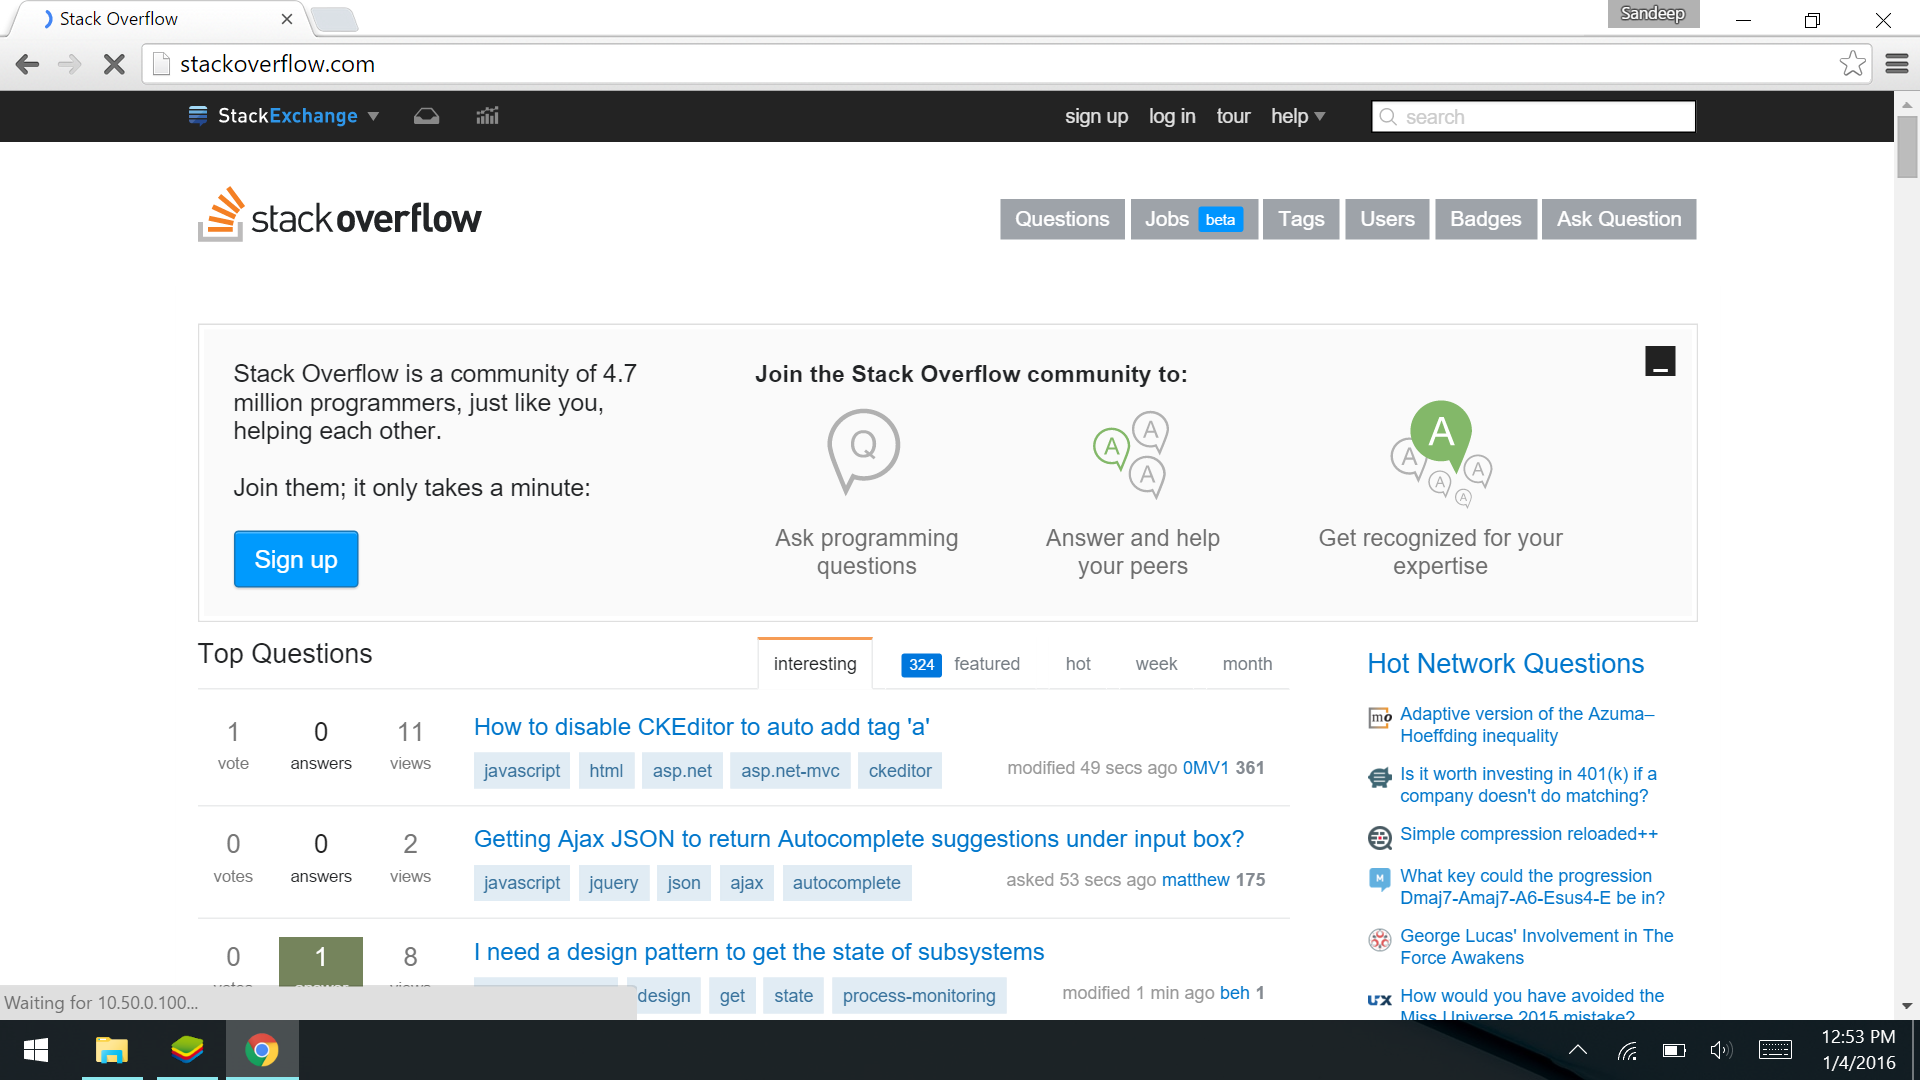 Stack Overflow
Sandeep
stackoverflow.com
StackExchange
sign up log in tour help
search
stackoverflow
Questions Jobs beta Tags Users Badges Ask Question
Stack Overflow is a community of 4.7
million programmers, just like you,
helping each other.
Join them; it only takes a minute:
Sign up
Join the Stack Overflow community to:
Q
A
A
A
A
A
A
A
A
Ask programming
questions
Answer and help
your peers
Get recognized for your
expertise
Top Questions
interesting 324 featured hot week month
1 0 11
vote answers views
How to disable CKEditor to auto add tag 'a'
javascript html asp.net asp.net-mvc ckeditor
modified 49 secs ago 0MV1 361
0 0 2
votes answers views
Getting Ajax JSON to return Autocomplete suggestions under input box?
javascript jquery json ajax autocomplete
asked 53 secs ago matthew 175
0 1 8
votes answer views
I need a design pattern to get the state of subsystems
design get state process-monitoring
modified 1 min ago beh 1
Hot Network Questions
mo
Adaptive version of the Azuma–
Hoeffding inequality
Is it worth investing in 401(k) if a
company doesn't do matching?
Simple compression reloaded++
M
What key could the progression
Dmaj7-Amaj7-A6-Esus4-E be in?
George Lucas' Involvement in The
Force Awakens
UX
How would you have avoided the
Miss Universe 2015 mistake?
Waiting for 10.50.0.100...
12:53 PM
1/4/2016